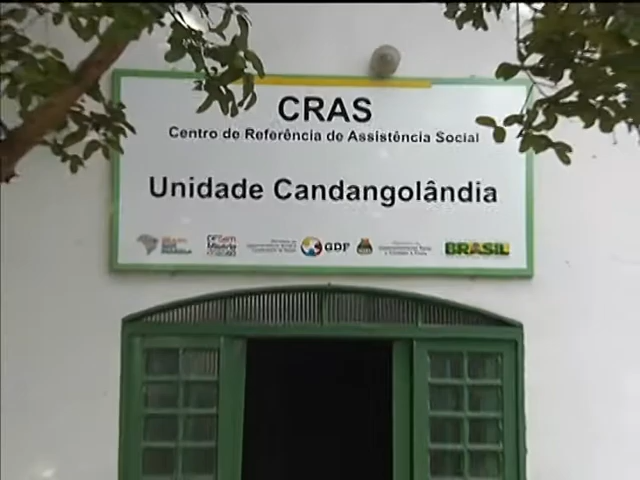 CRAS
Centro de Referência de Assistência Social
Unidade Candangolândia
GDF
BRASIL